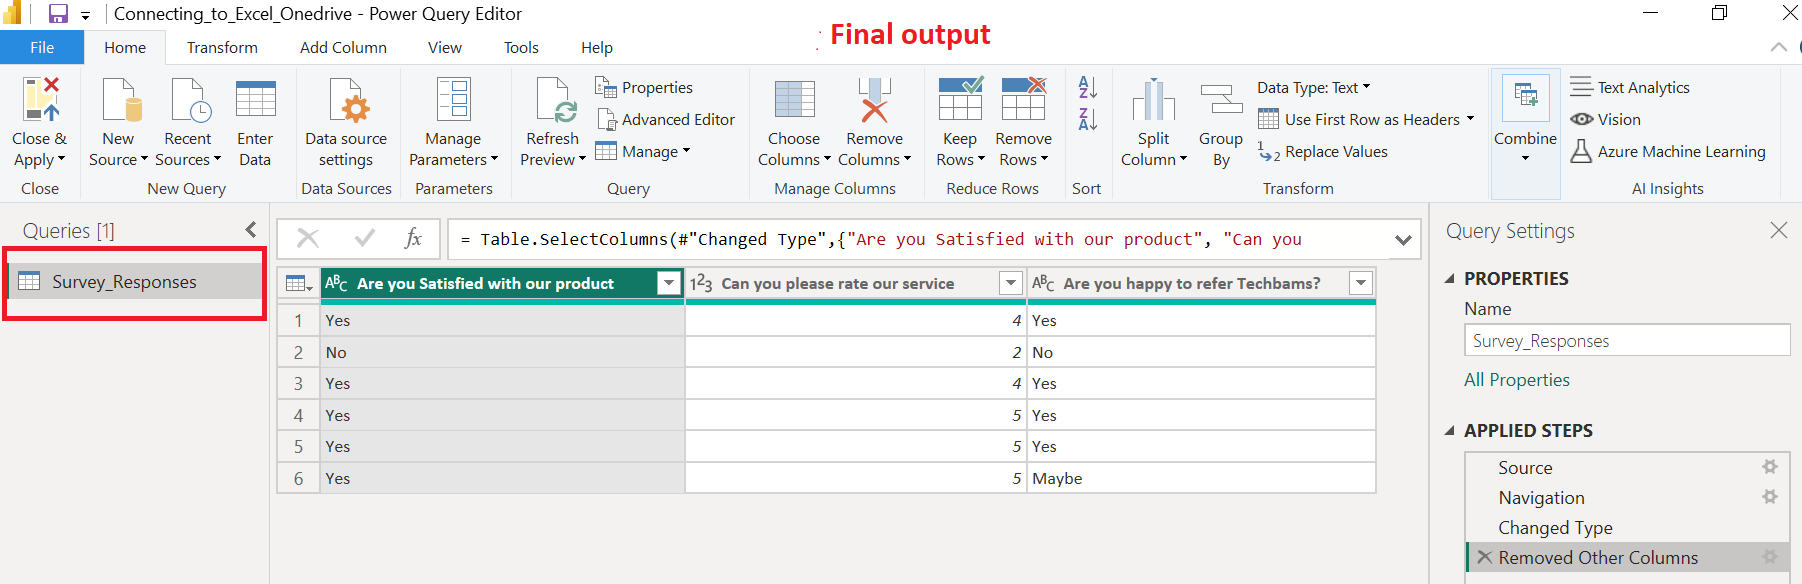 Connecting_to_Excel_Onedrive - Power Query Editor
Final output
File Home Transform Add Column View Tools Help
Close & Apply
New Source
Recent Sources
Enter Data
Data source settings
Manage Parameters
Refresh Preview
Properties
Advanced Editor
Manage
Choose Columns
Remove Columns
Keep Rows
Remove Rows
A Z
Z A
Split Column
Group By
Data Type: Text
Use First Row as Headers
1 2 Replace Values
Combine
Text Analytics
Vision
Azure Machine Learning
Close New Query Data Sources Parameters Query Manage Columns Reduce Rows Sort Transform AI Insights
Queries [1]
Survey_Responses
fx = Table.SelectColumns(#"Changed Type",{"Are you Satisfied with our product", "Can you
ABC Are you Satisfied with our product 123 Can you please rate our service ABC Are you happy to refer Techbams?
1 Yes 4 Yes
2 No 2 No
3 Yes 4 Yes
4 Yes 5 Yes
5 Yes 5 Yes
6 Yes 5 Maybe
Query Settings
PROPERTIES
Name
Survey_Responses
All Properties
APPLIED STEPS
Source
Navigation
Changed Type
Removed Other Columns